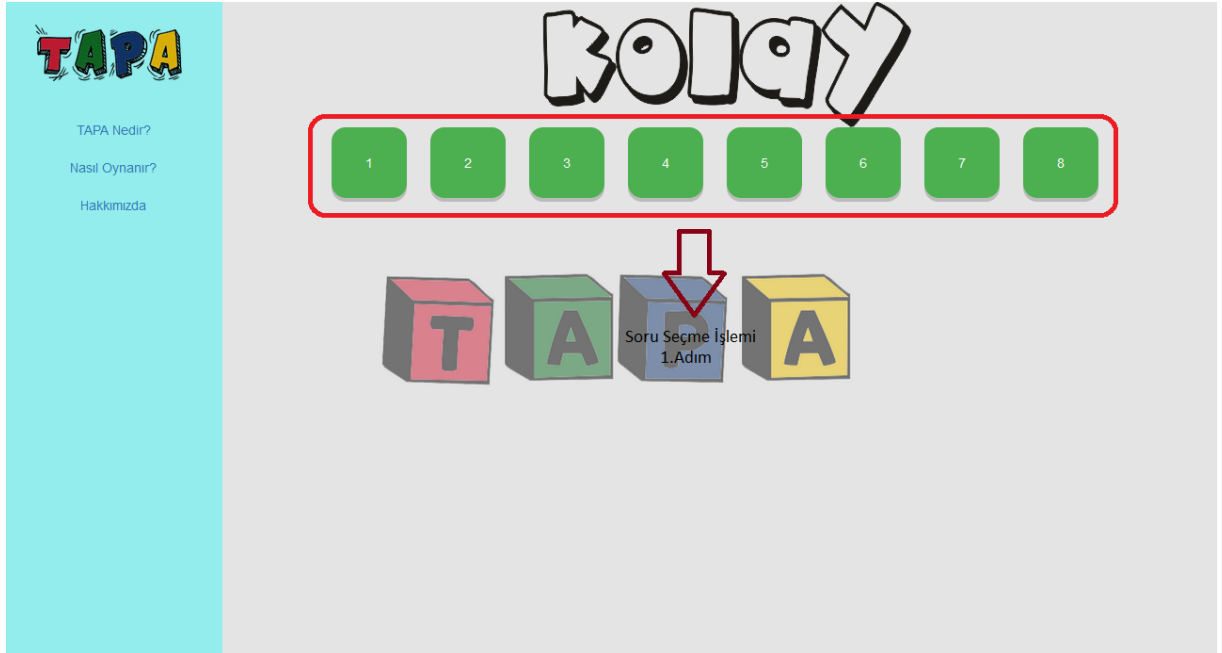 TAPA
kolay
TAPA Nedir?
Nasıl Oynanır?
Hakkımızda
1 2 3 4 5 6 7 8
T A P A
Soru Seçme İşlemi
1.Adım